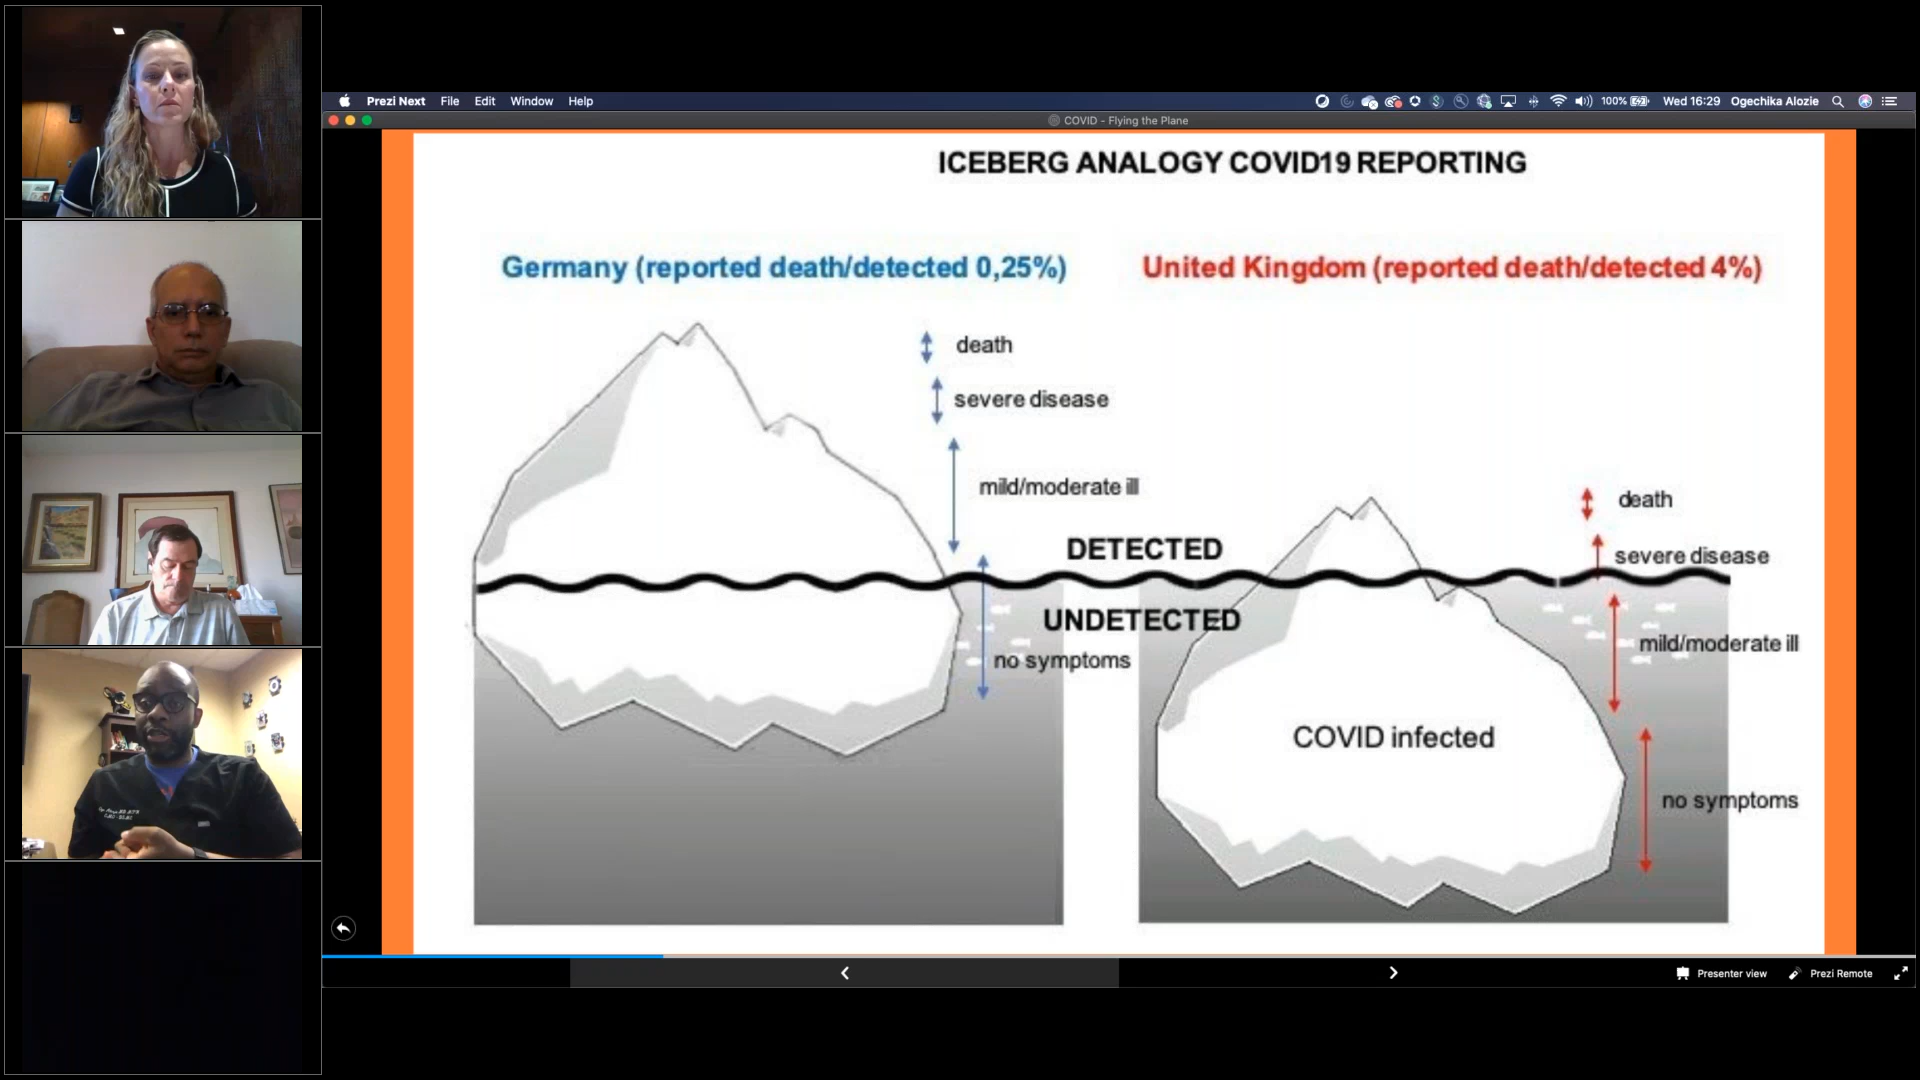 Prezi Next File Edit Window Help 100% Wed 16:29 Ogechika Alozie
COVID - Flying the Plane
ICEBERG ANALOGY COVID19 REPORTING
Germany (reported death/detected 0,25%)
United Kingdom (reported death/detected 4%)
death
severe disease
mild/moderate ill
DETECTED
UNDETECTED
no symptoms
death
severe disease
mild/moderate ill
COVID infected
no symptoms
Presenter view Prezi Remote